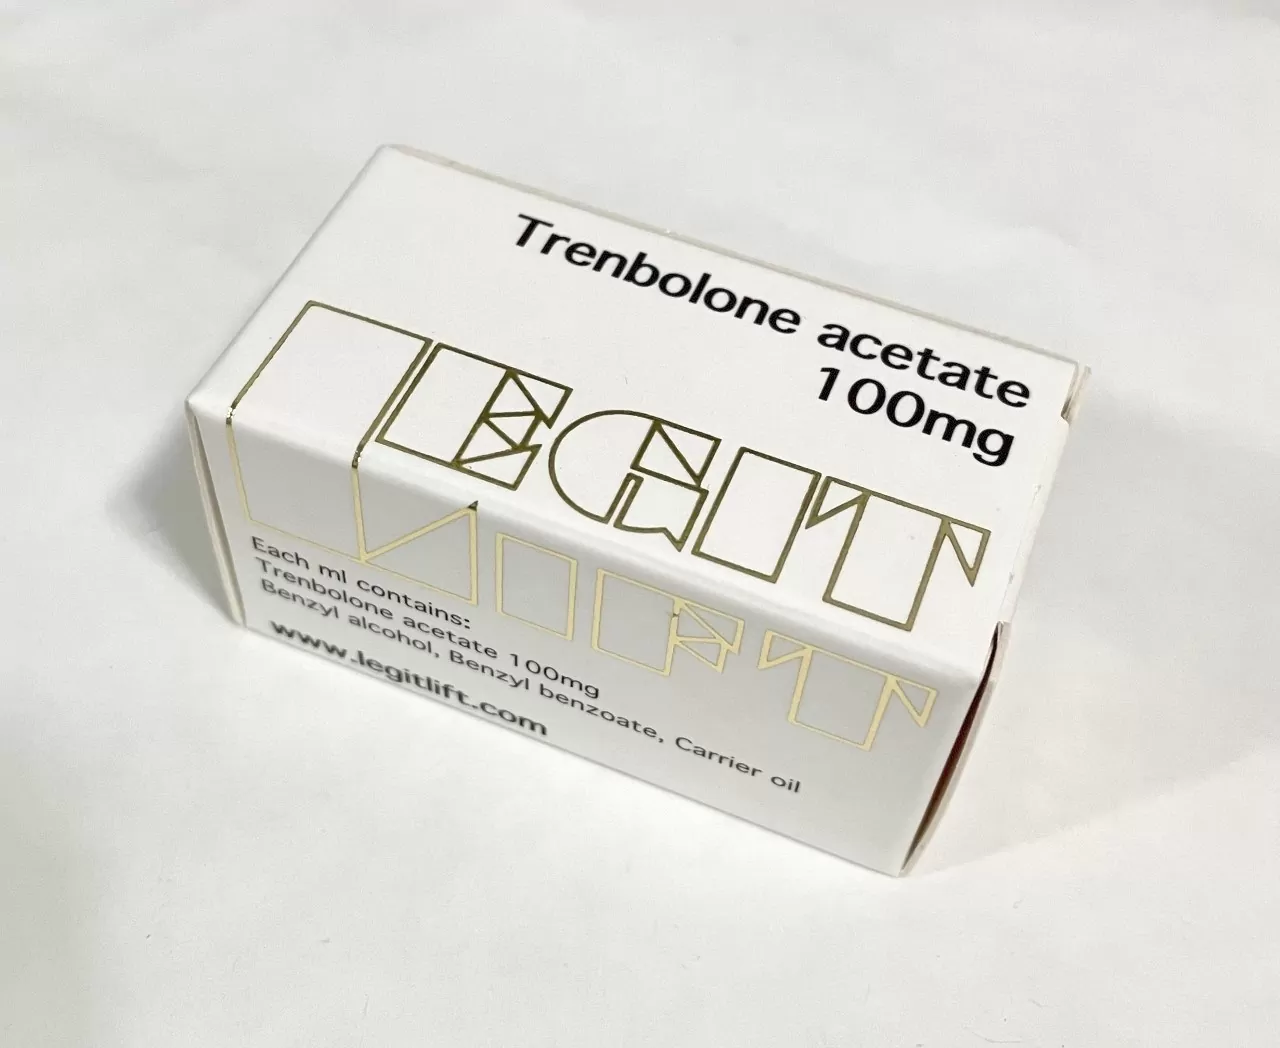 Trenbolone acetate
100mg
LEGIT
LIFT
Each ml contains:
Trenbolone acetate 100mg
Benzyl alcohol, Benzyl benzoate, Carrier oil
www.legitlift.com